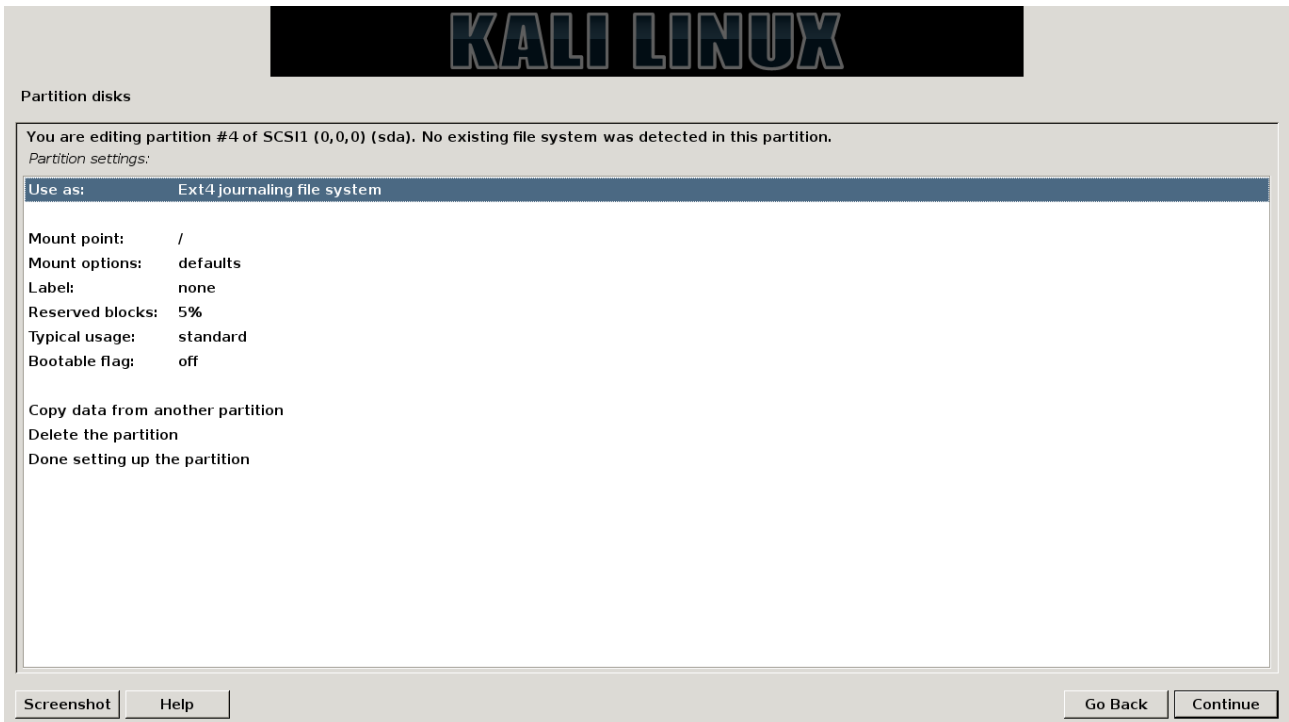 KALI LINUX
Partition disks
You are editing partition #4 of SCSI1 (0,0,0) (sda). No existing file system was detected in this partition.
Partition settings:
Use as: Ext4 journaling file system
Mount point: /
Mount options: defaults
Label: none
Reserved blocks: 5%
Typical usage: standard
Bootable flag: off
Copy data from another partition
Delete the partition
Done setting up the partition
Screenshot Help Go Back Continue